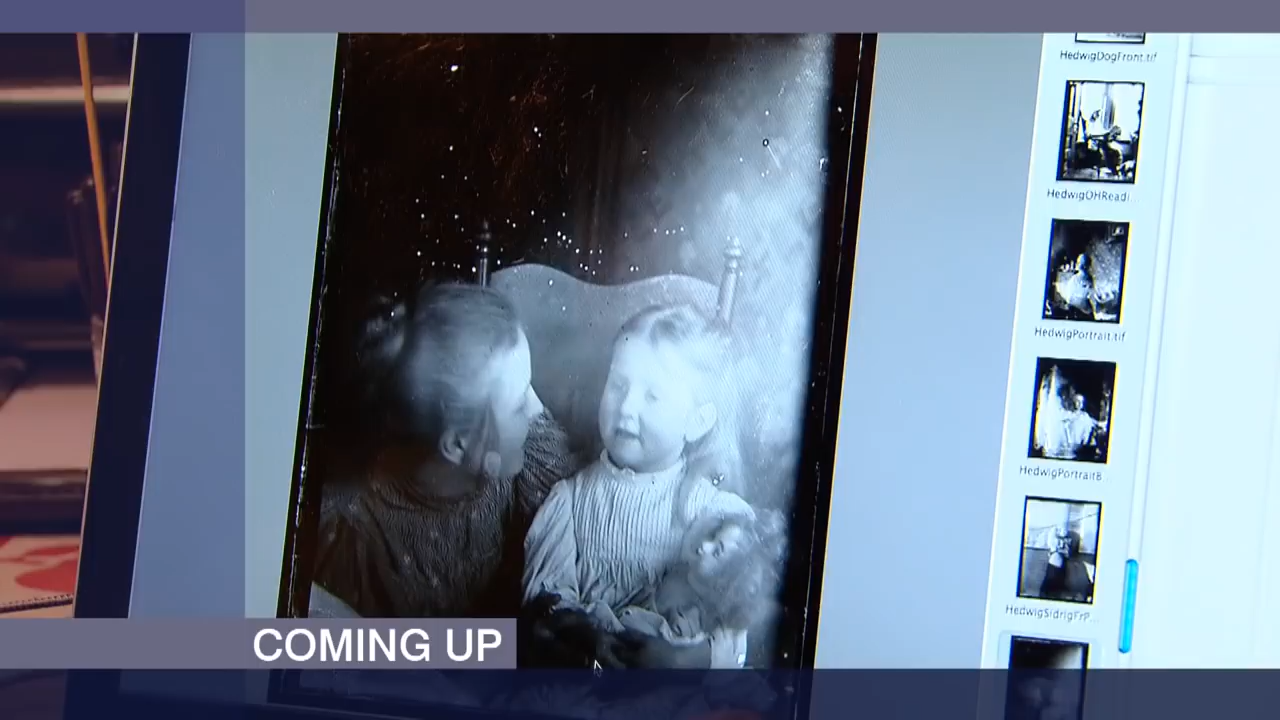 HedwigDogFront.tif
HedwigOHReadi...
HedwigPortrait.tif
HedwigPortraitB...
HedwigSidrigFrP...
COMING UP